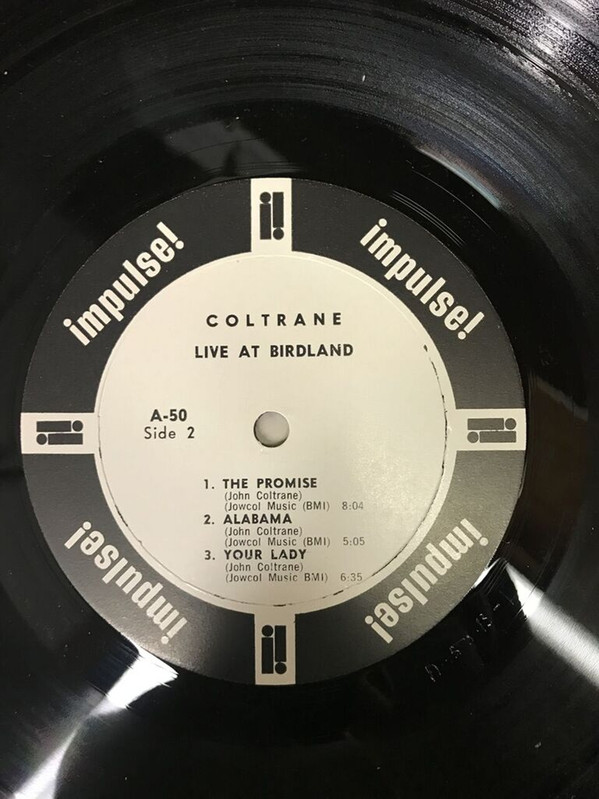 impulse!
impulse!
COLTRANE
LIVE AT BIRDLAND
A-50
Side 2
1. THE PROMISE
(John Coltrane)
(Jowcol Music (BMI) 8:04
2. ALABAMA
(John Coltrane)
(Jowcol Music (BMI) 5:05
3. YOUR LADY
(John Coltrane)
(Jowcol Music BMI) 6:35
impulse!
impulse!